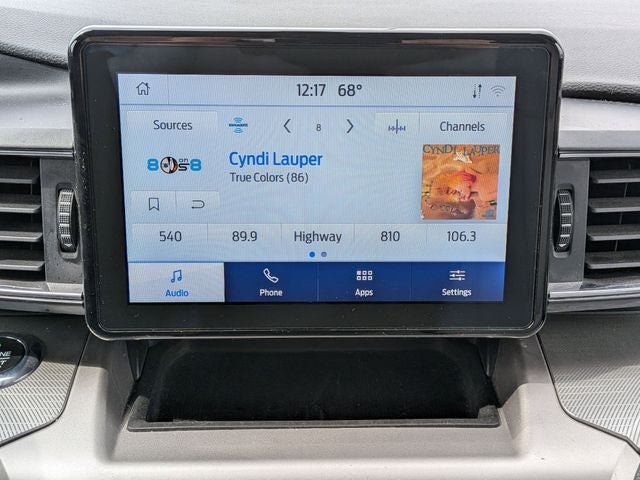 12:17 68°
Sources
SiriusXM
8
Channels
80s on 8
Cyndi Lauper
True Colors (86)
CYNDI LAUPER
540 89.9 Highway 810 106.3
Audio Phone Apps Settings